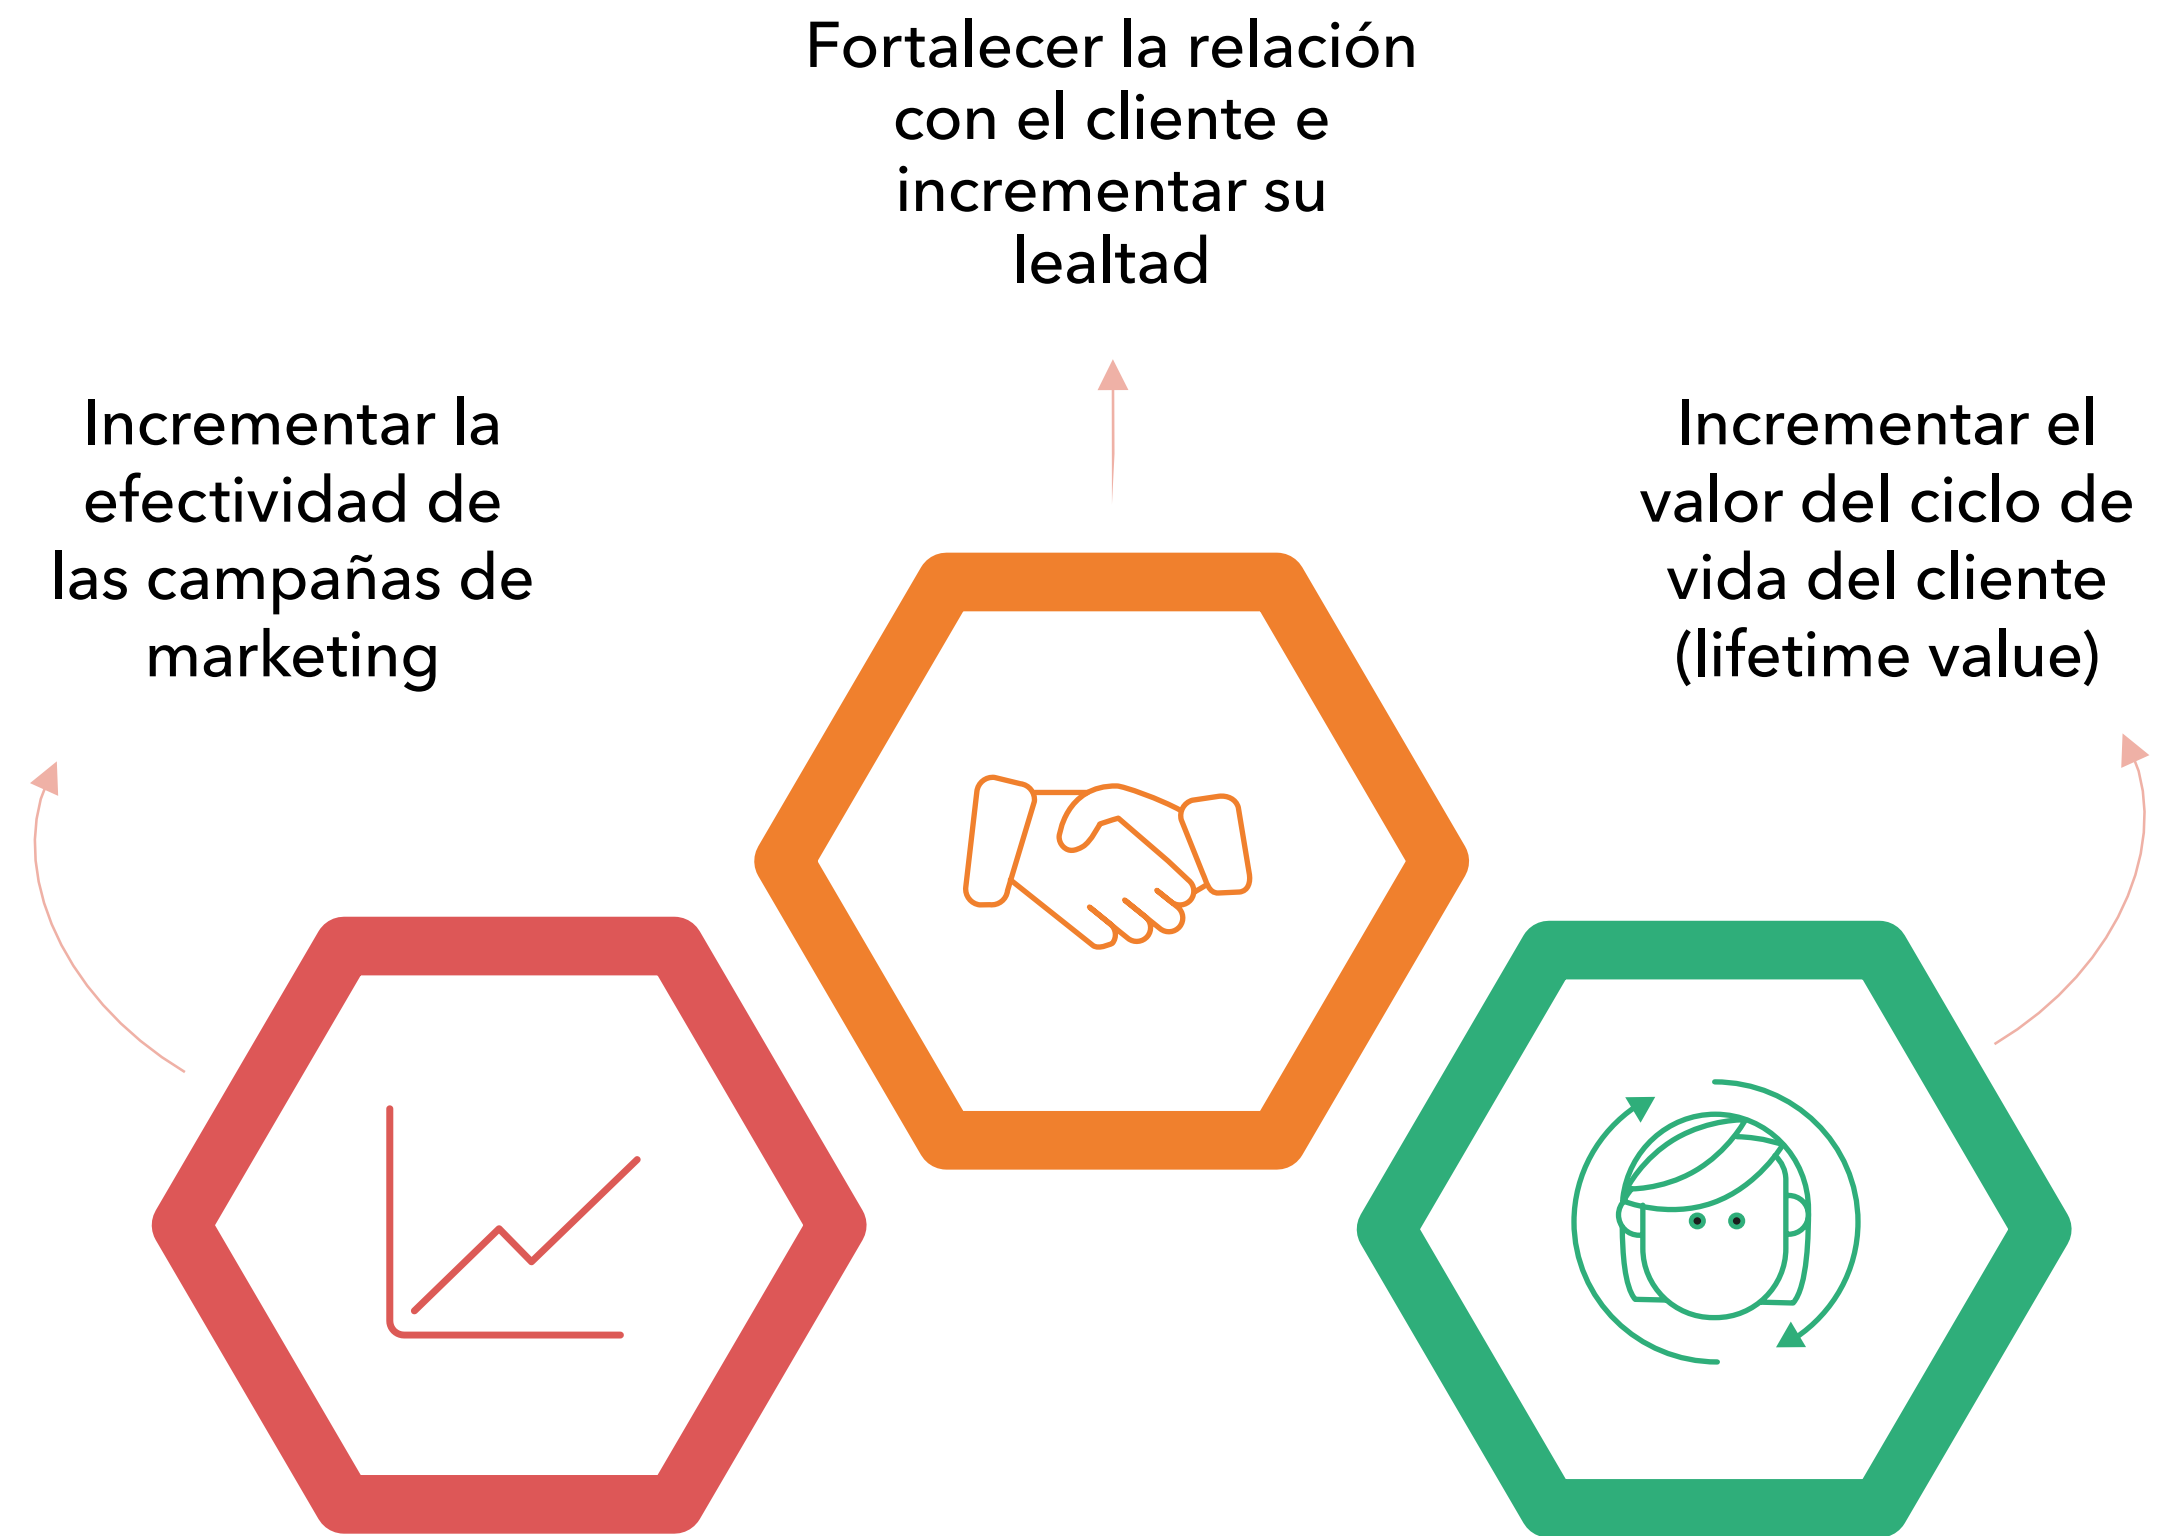 Fortalecer la relación
con el cliente e
incrementar su
lealtad
Incrementar la
efectividad de
las campañas de
marketing
Incrementar el
valor del ciclo de
vida del cliente
(lifetime value)